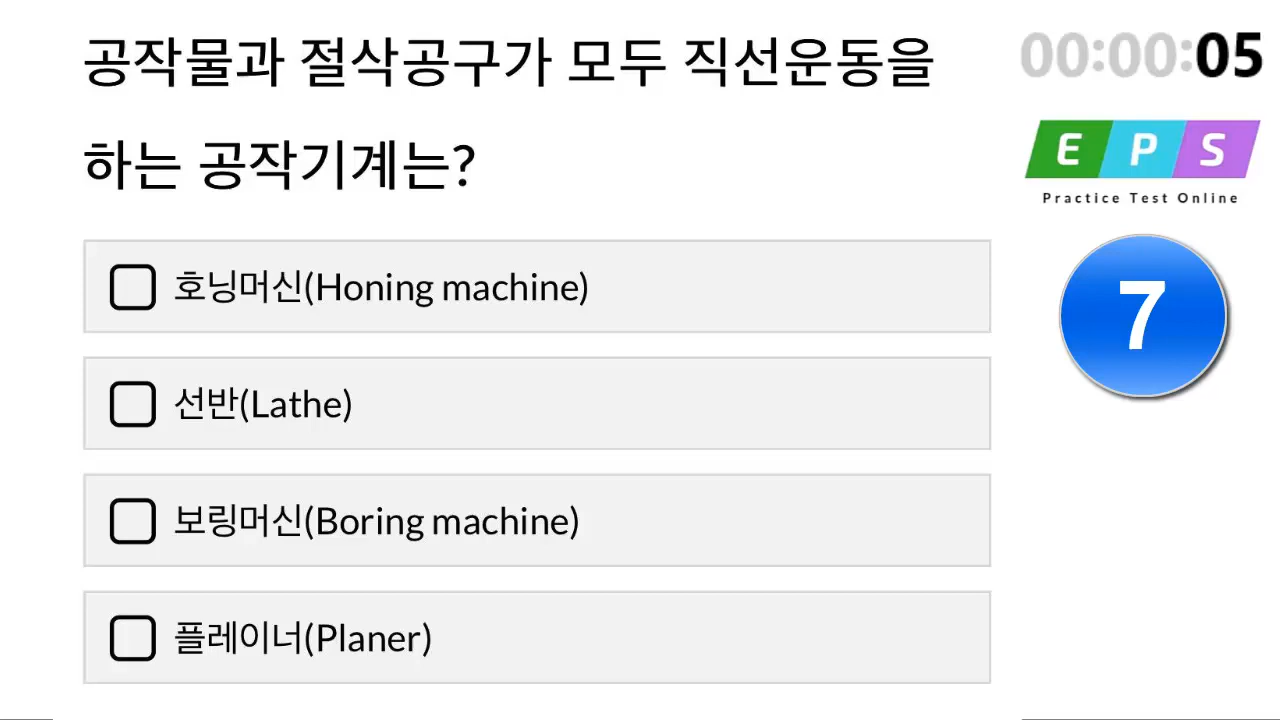 공작물과 절삭공구가 모두 직선운동을
하는 공작기계는?
00:00:05
EPS
Practice Test Online
7
호닝머신(Honing machine)
선반(Lathe)
보링머신(Boring machine)
플레이너(Planer)